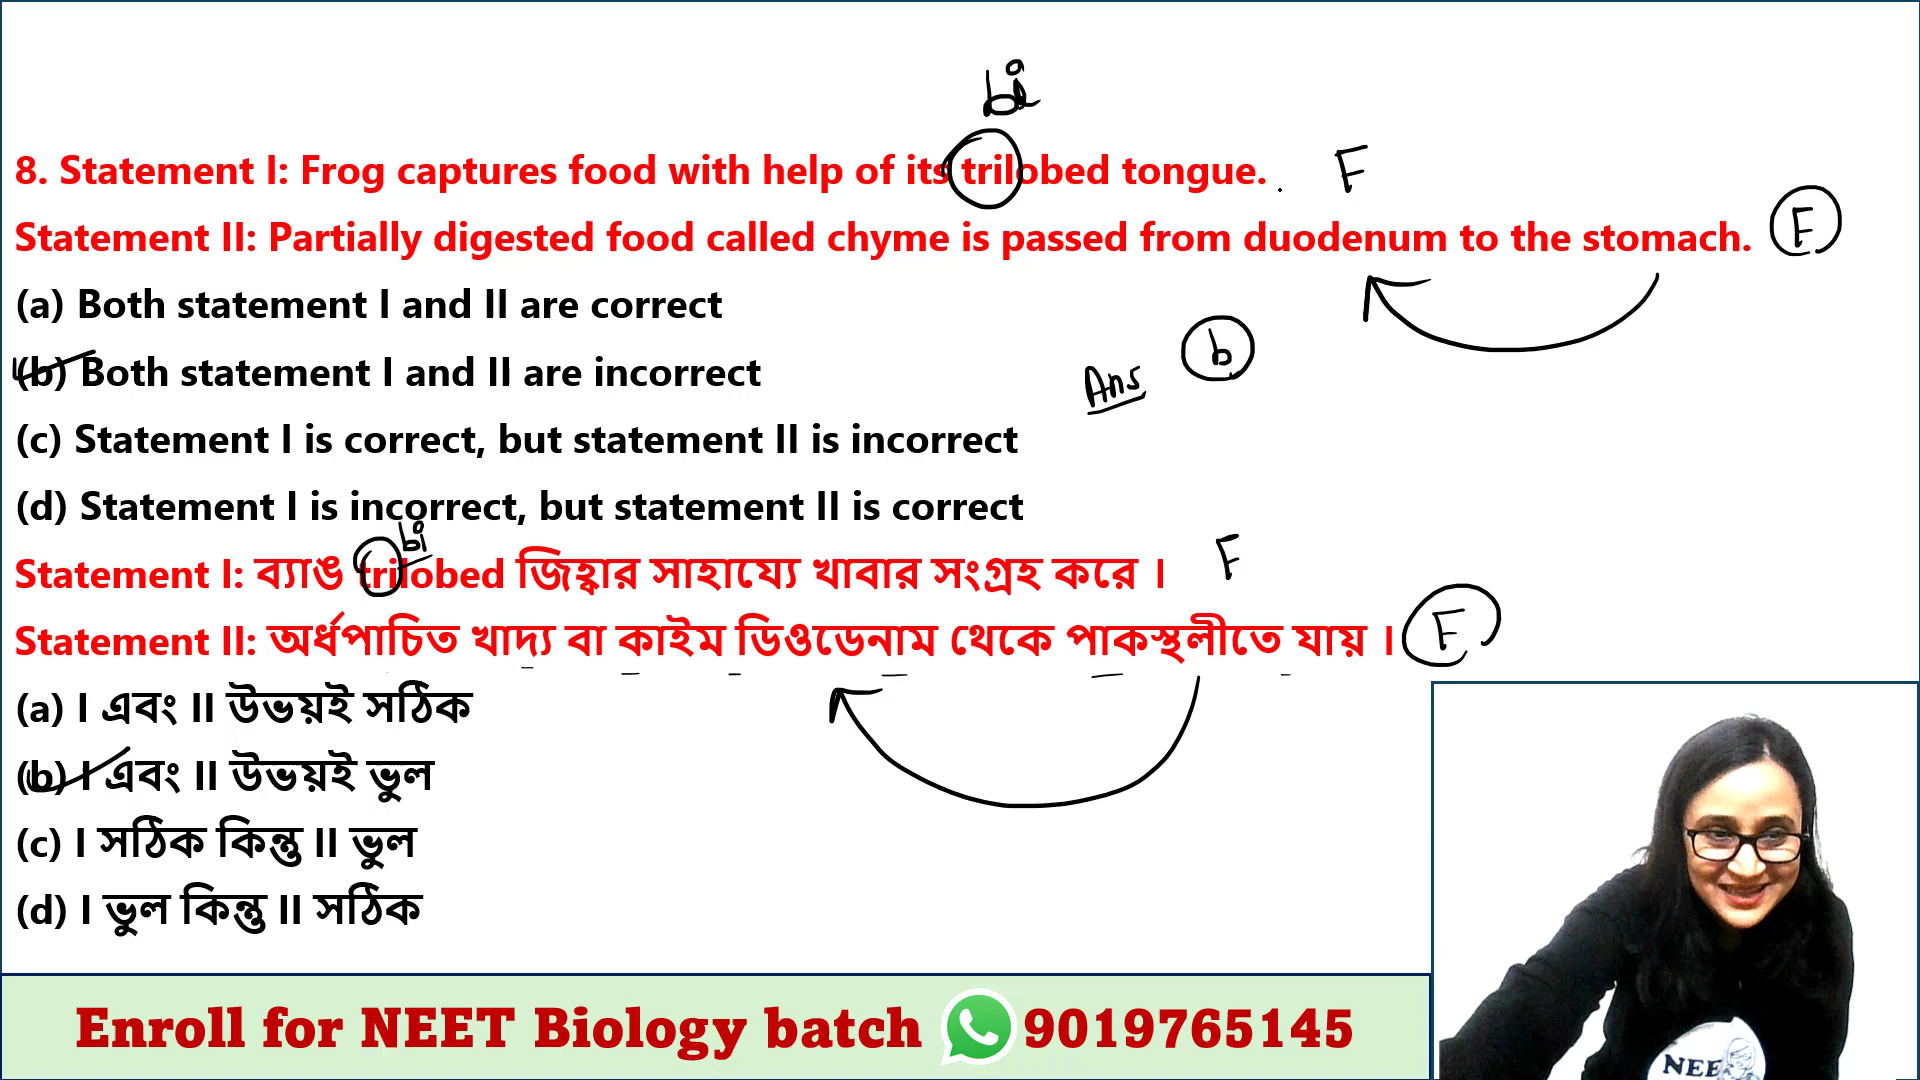 bi
8. Statement I: Frog captures food with help of its trilobed tongue. F
Statement II: Partially digested food called chyme is passed from duodenum to the stomach. F
(a) Both statement I and II are correct
(b) Both statement I and II are incorrect
Ans b
(c) Statement I is correct, but statement II is incorrect
(d) Statement I is incorrect, but statement II is correct
bi
Statement I: ব্যাঙ trilobed জিহ্বার সাহায্যে খাবার সংগ্রহ করে । F
Statement II: অর্ধপাচিত খাদ্য বা কাইম ডিওডেনাম থেকে পাকস্থলীতে যায় । F
(a) I এবং II উভয়ই সঠিক
(b) I এবং II উভয়ই ভুল
(c) I সঠিক কিন্তু II ভুল
(d) I ভুল কিন্তু II সঠিক
Enroll for NEET Biology batch 9019765145